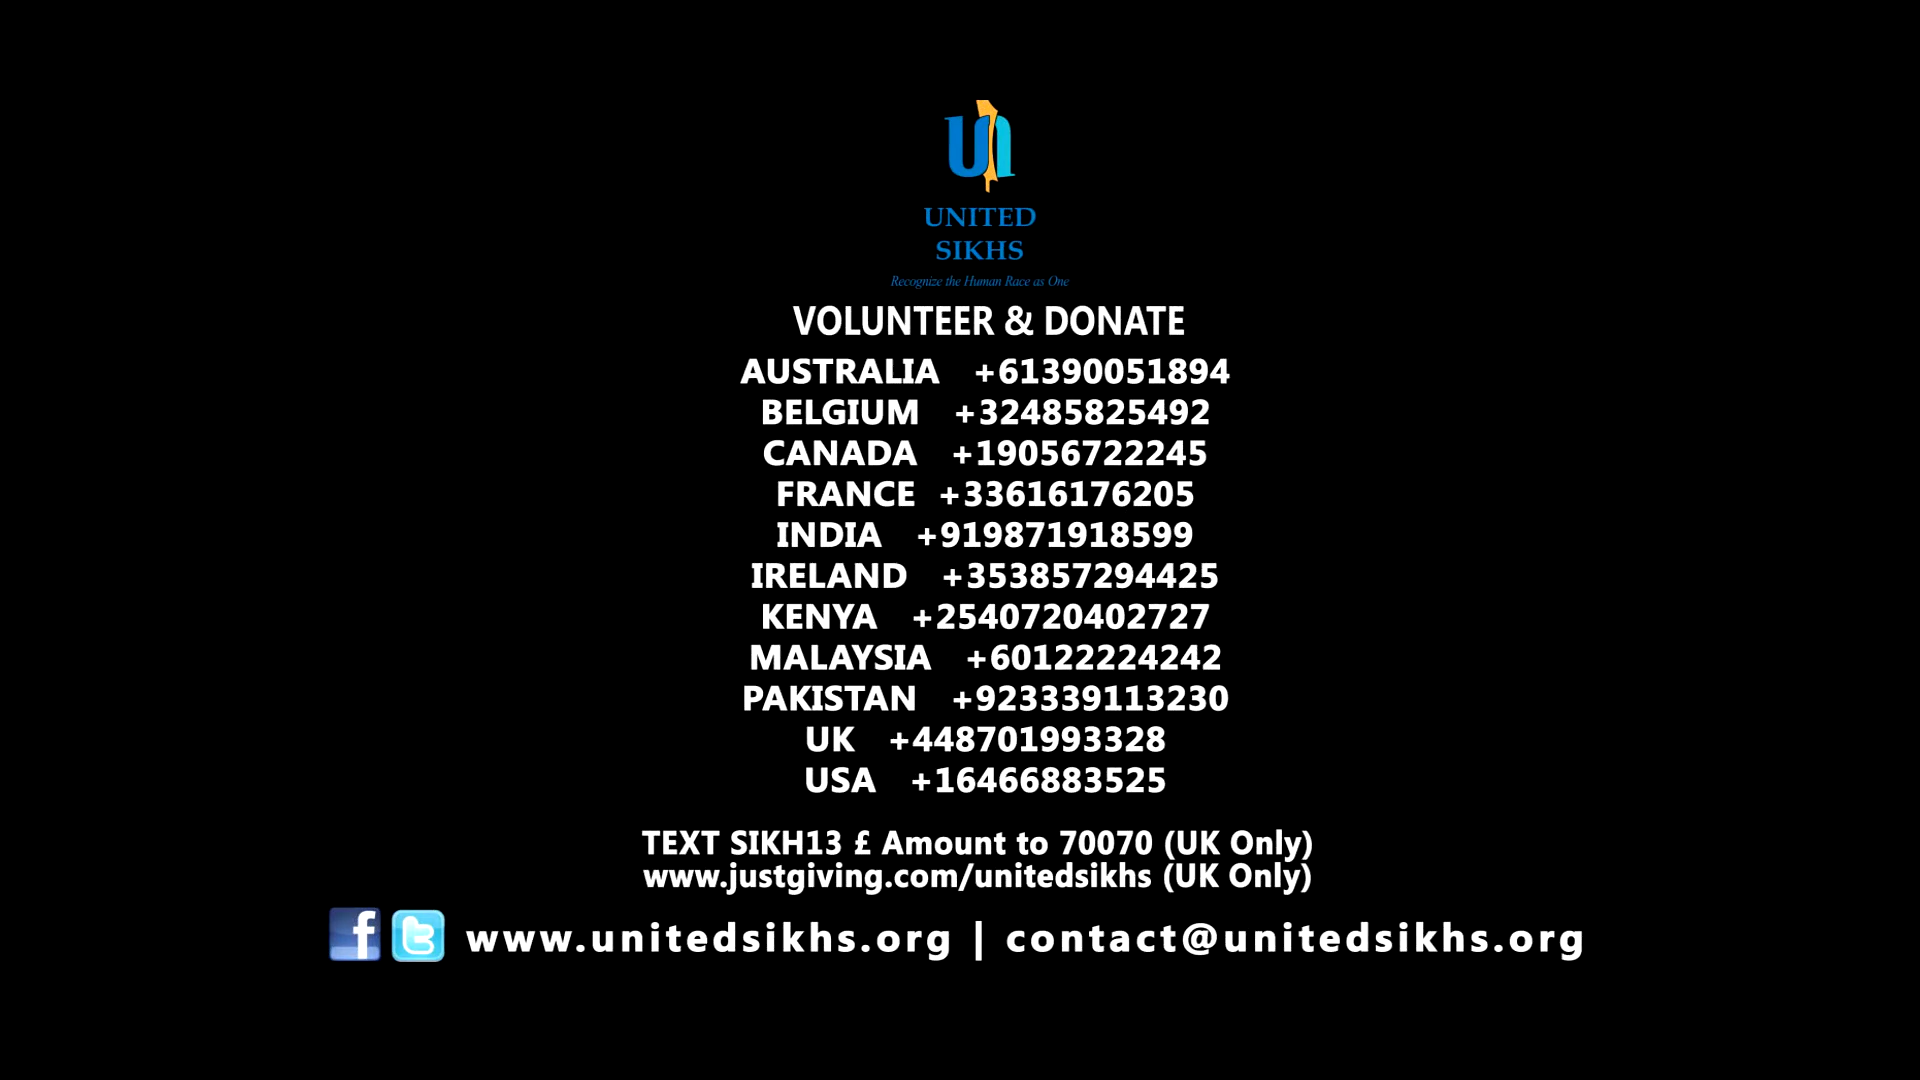 UNITED
SIKHS
Recognize the Human Race as One
VOLUNTEER & DONATE
AUSTRALIA +61390051894
BELGIUM +32485825492
CANADA +19056722245
FRANCE +33616176205
INDIA +919871918599
IRELAND +353857294425
KENYA +2540720402727
MALAYSIA +60122224242
PAKISTAN +923339113230
UK +448701993328
USA +16466883525
TEXT SIKH13 £ Amount to 70070 (UK Only)
www.justgiving.com/unitedsikhs (UK Only)
www.unitedsikhs.org | contact@unitedsikhs.org